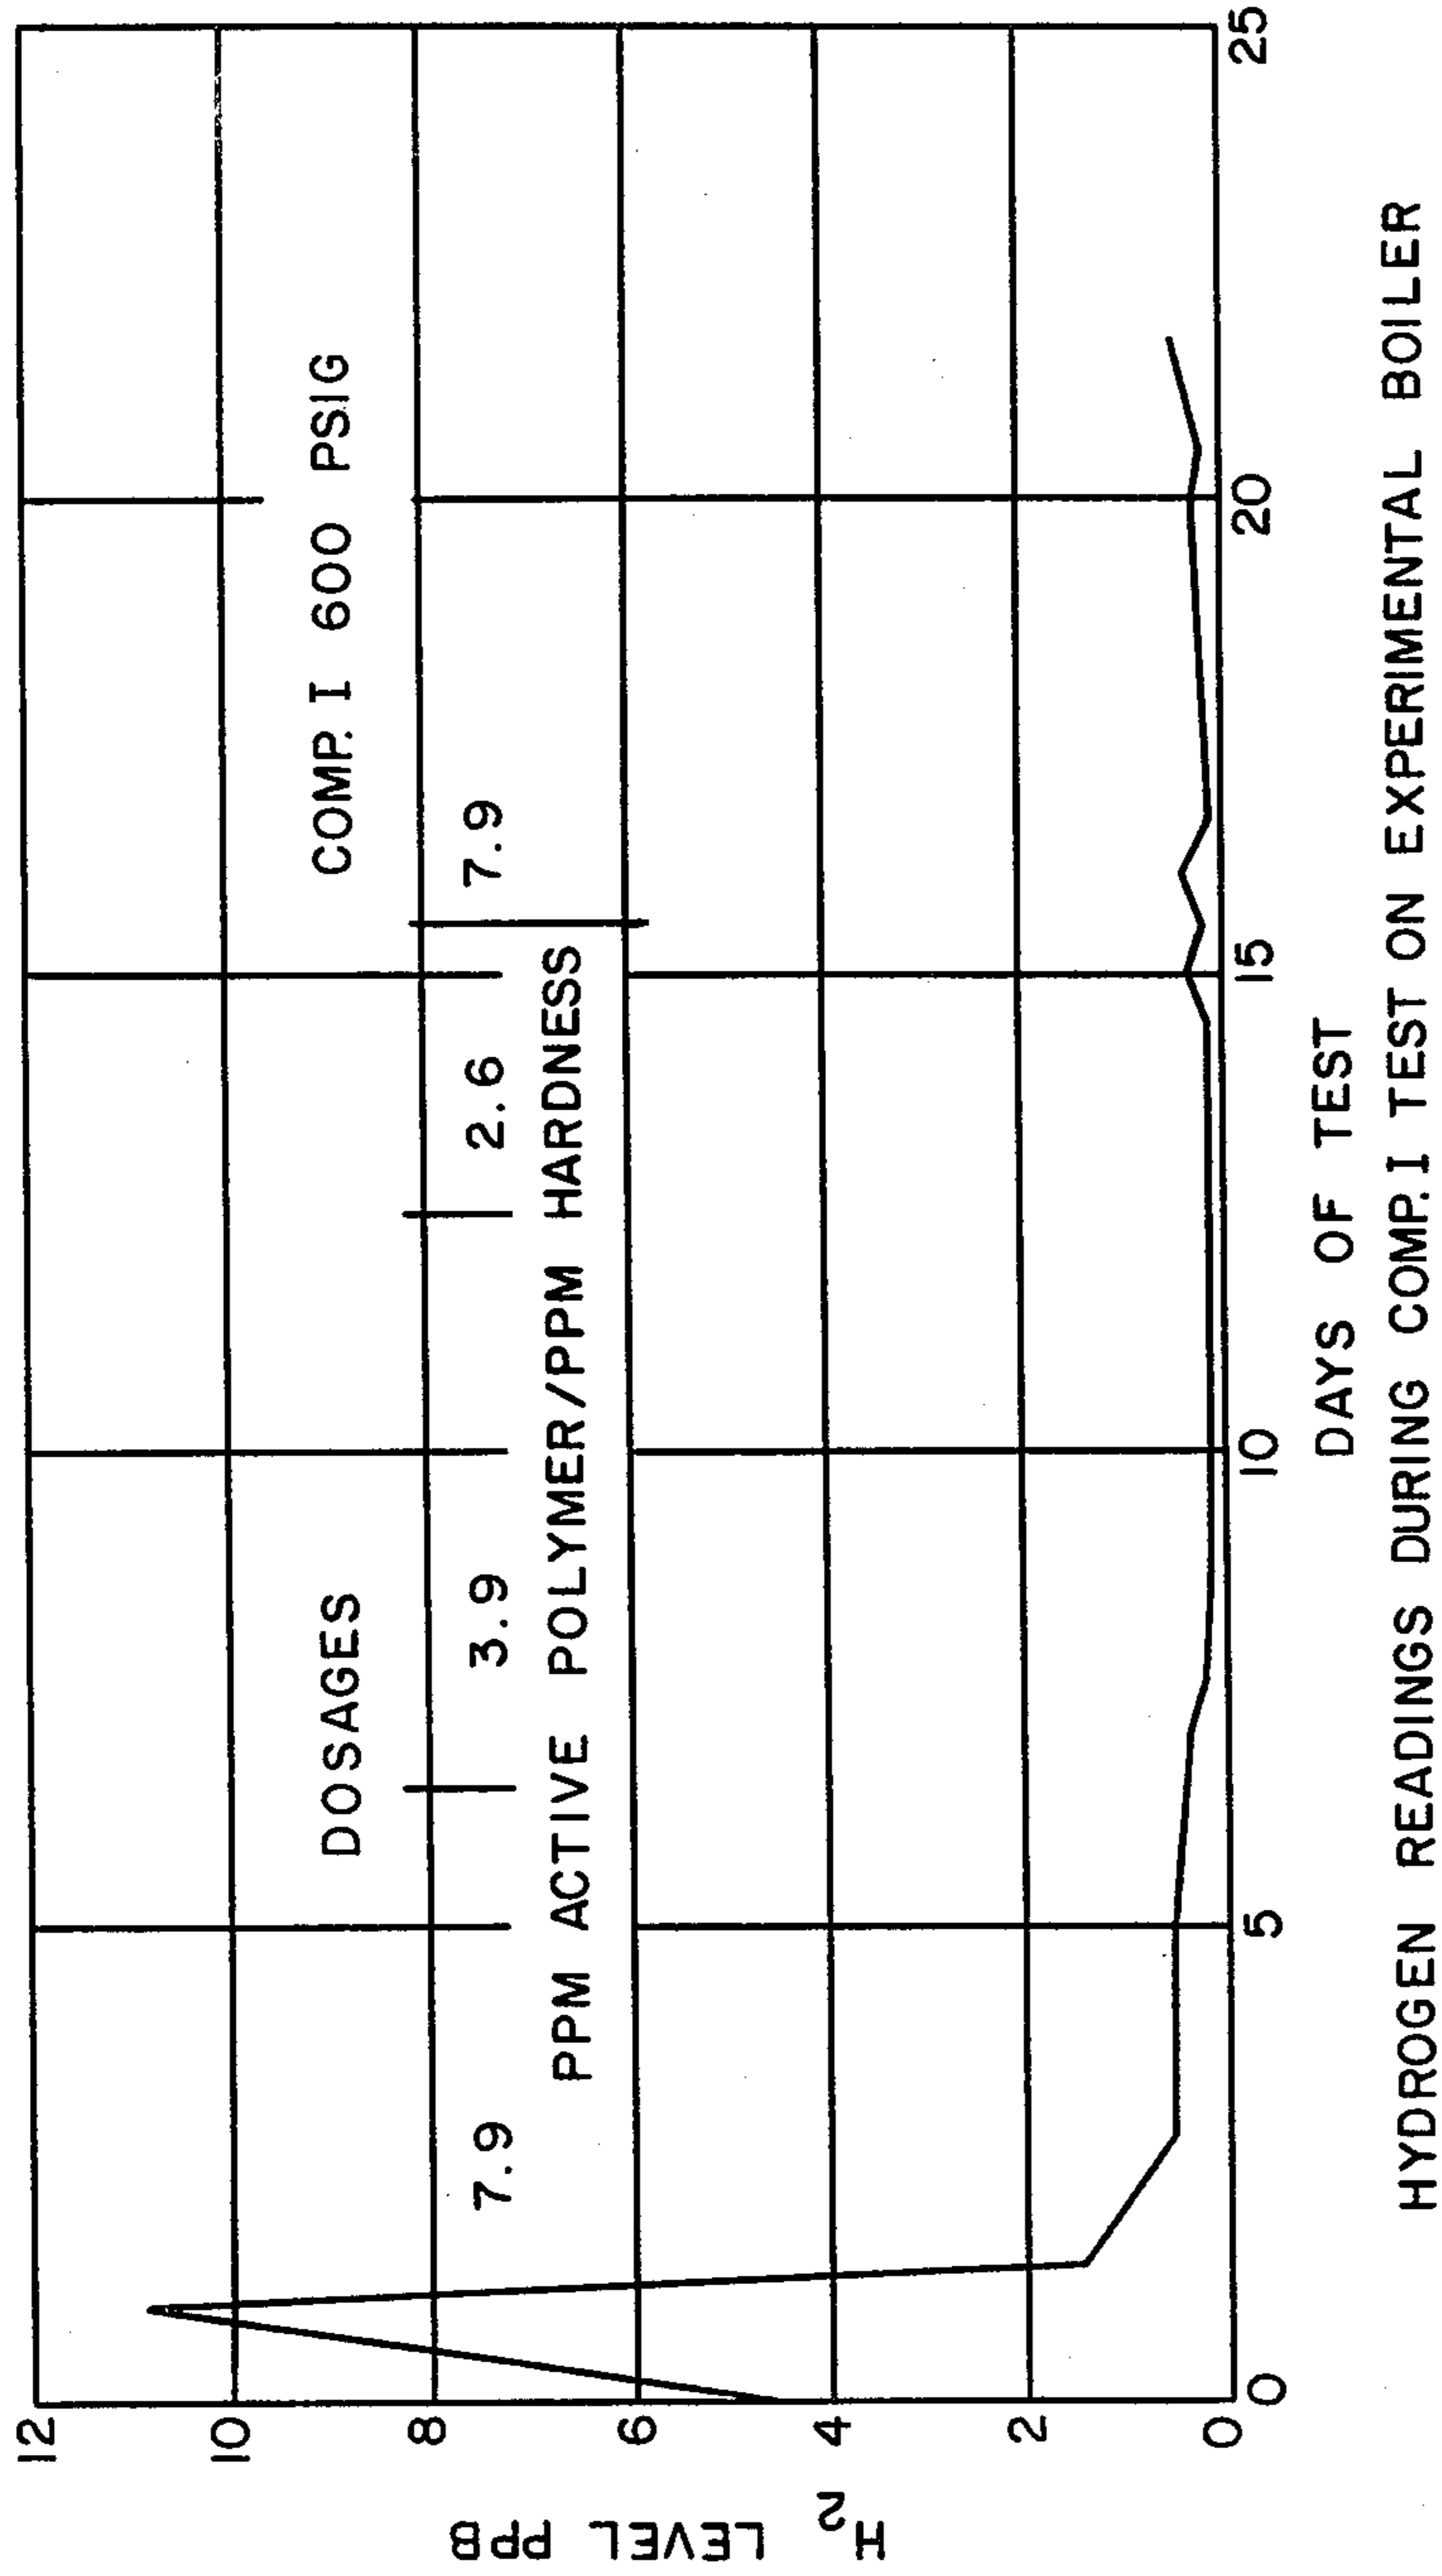 12
10
8
6
4
2
0
H2 LEVEL PPB
DOSAGES
COMP. I 600 PSIG
7.9
3.9
2.6
7.9
PPM ACTIVE POLYMER/PPM HARDNESS
0
5
10
15
20
25
DAYS OF TEST
HYDROGEN READINGS DURING COMP. I TEST ON EXPERIMENTAL BOILER